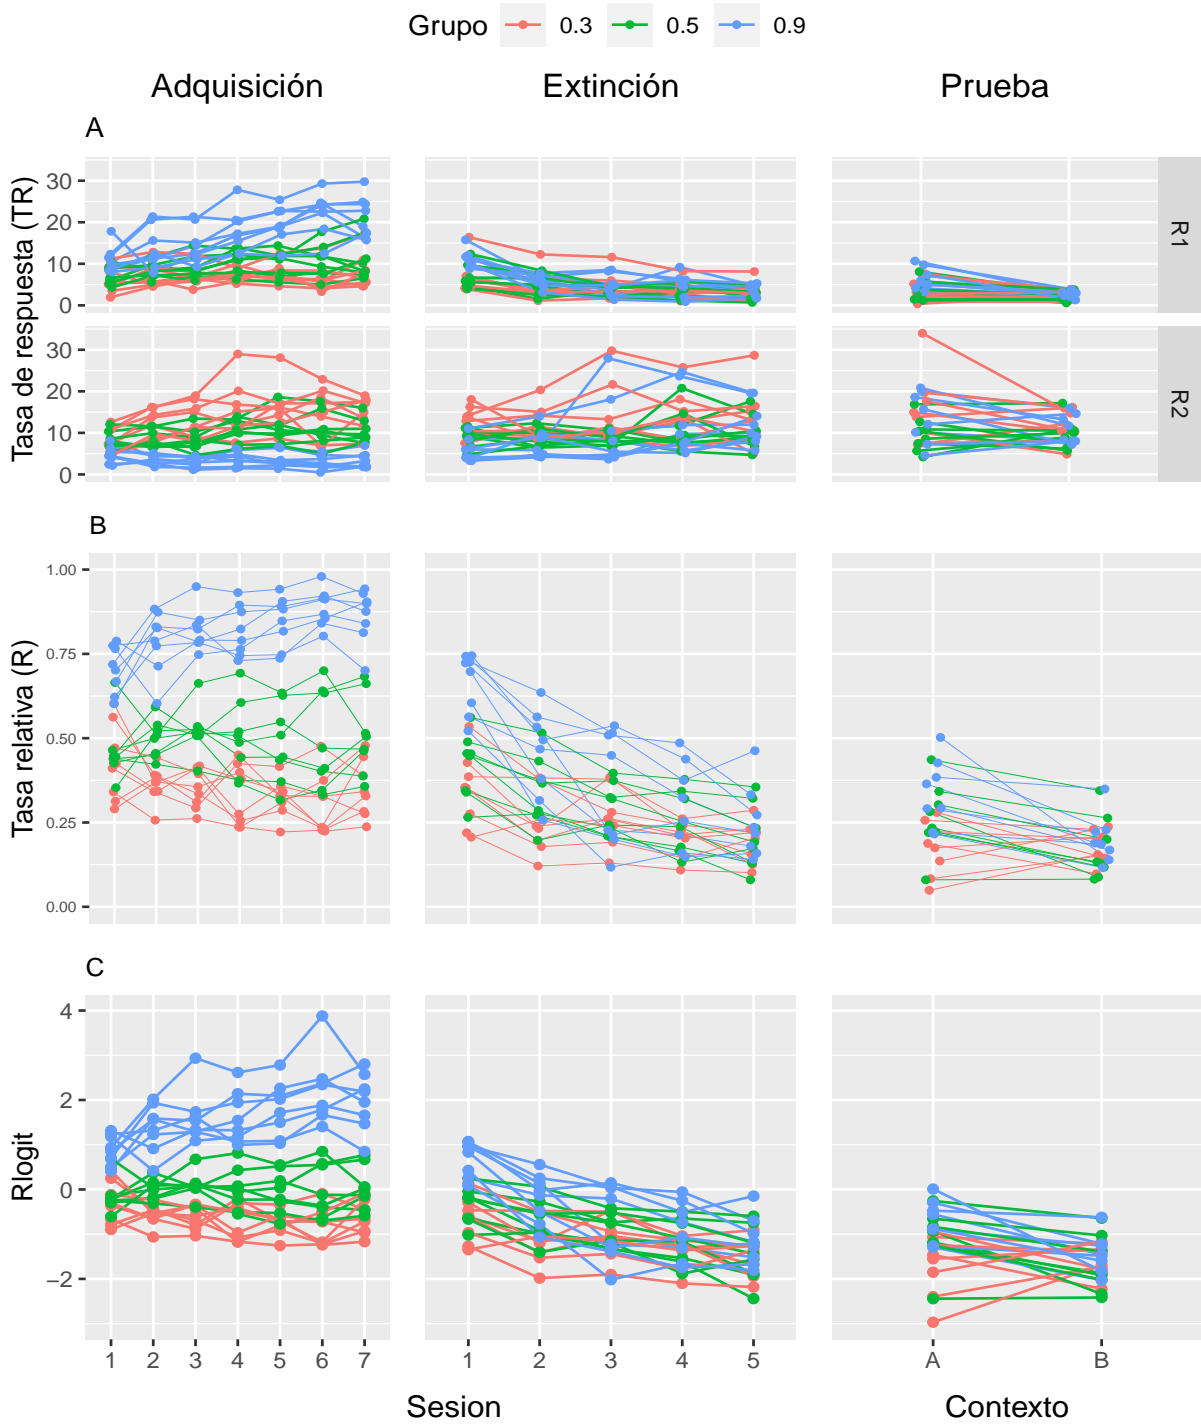 Grupo 0.3 0.5 0.9
Adquisición Extinción Prueba
A
Tasa de respuesta (TR)
30
20
10
0
R1
30
20
10
0
R2
B
Tasa relativa (R)
1.00
0.75
0.50
0.25
0.00
C
Rlogit
4
2
0
−2
1 2 3 4 5 6 7 1 2 3 4 5 A B
Sesion Contexto